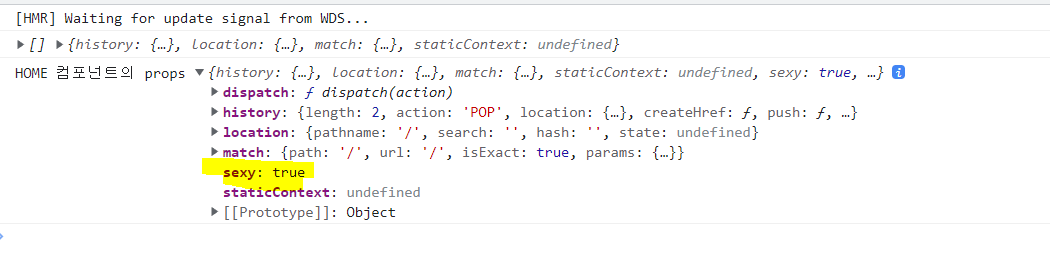 [HMR] Waiting for update signal from WDS...
▶ [] ▶ {history: {…}, location: {…}, match: {…}, staticContext: undefined}
HOME 컴포넌트의 props ▼ {history: {…}, location: {…}, match: {…}, staticContext: undefined, sexy: true, …} i
▶ dispatch: ƒ dispatch(action)
▶ history: {length: 2, action: 'POP', location: {…}, createHref: ƒ, push: ƒ, …}
▶ location: {pathname: '/', search: '', hash: '', state: undefined}
▶ match: {path: '/', url: '/', isExact: true, params: {…}}
sexy: true
staticContext: undefined
▶ [[Prototype]]: Object